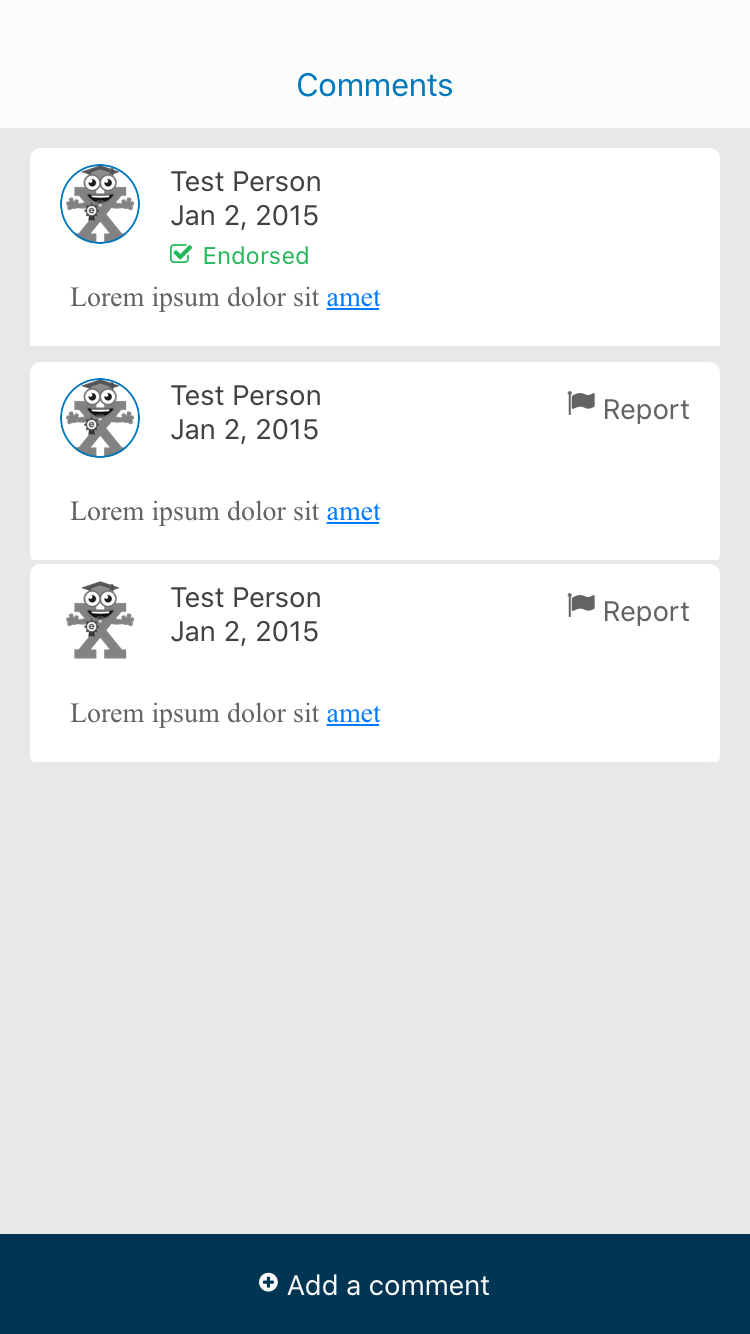 Comments
Test Person
Jan 2, 2015
Endorsed
Lorem ipsum dolor sit amet
Test Person
Report
Jan 2, 2015
Lorem ipsum dolor sit amet
Test Person
Report
Jan 2, 2015
Lorem ipsum dolor sit amet
Add a comment